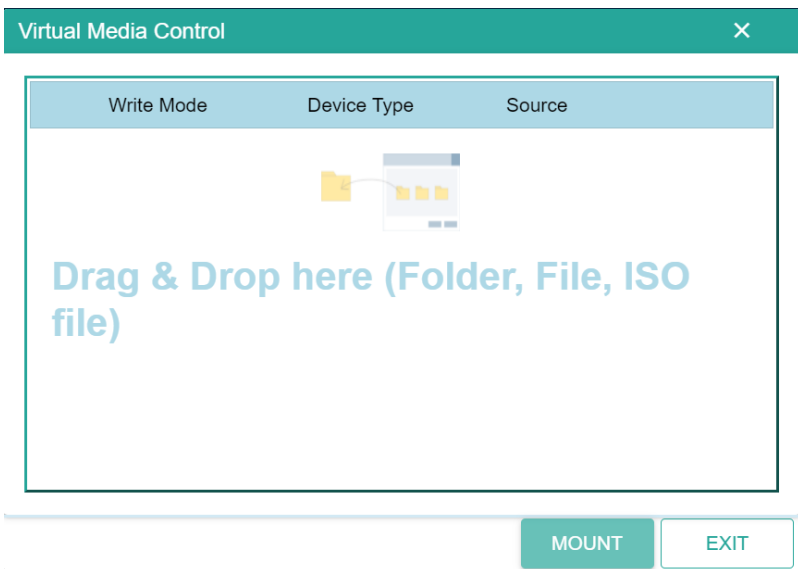 Virtual Media Control
Write Mode Device Type Source
Drag & Drop here (Folder, File, ISO
file)
MOUNT EXIT